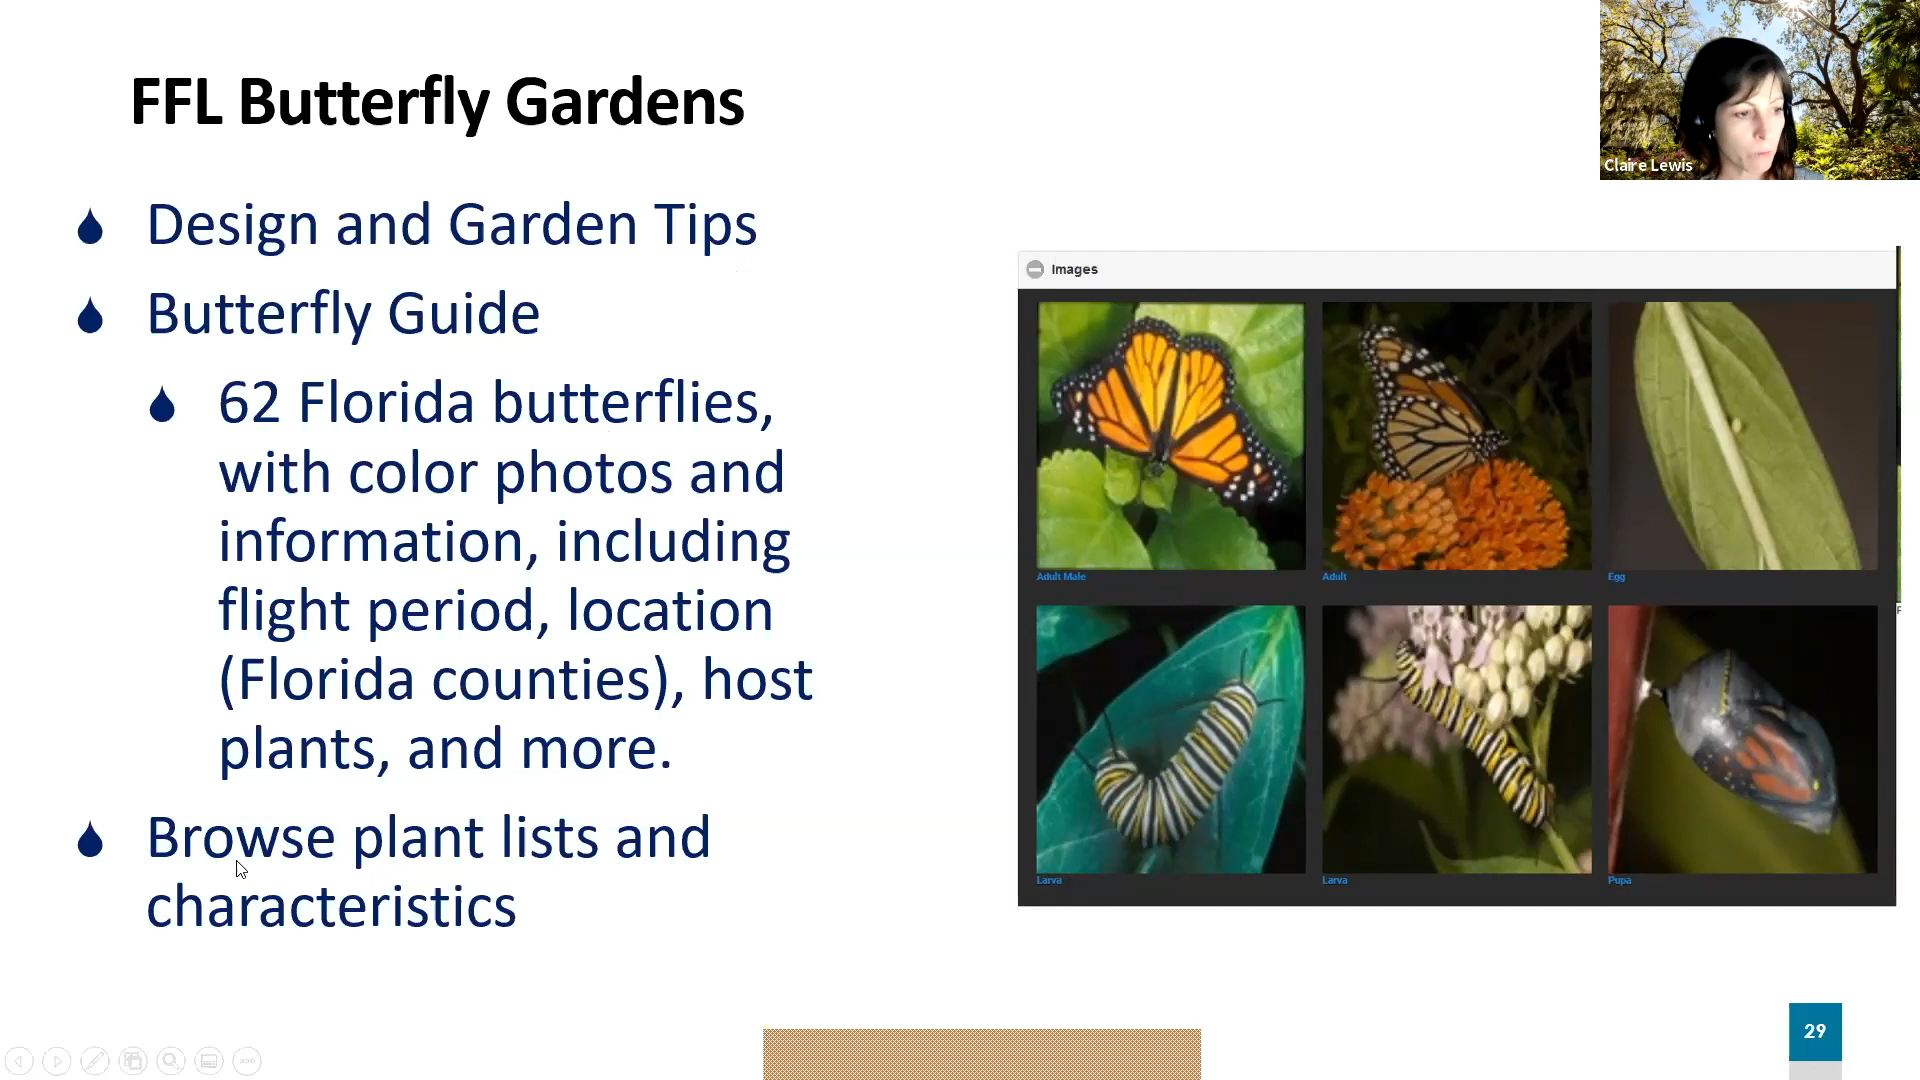 FFL Butterfly Gardens
Claire Lewis
Design and Garden Tips
Butterfly Guide
62 Florida butterflies,
with color photos and
information, including
flight period, location
(Florida counties), host
plants, and more.
Browse plant lists and
characteristics
Images
Adult Male
Adult
Egg
Larva
Larva
Pupa
29